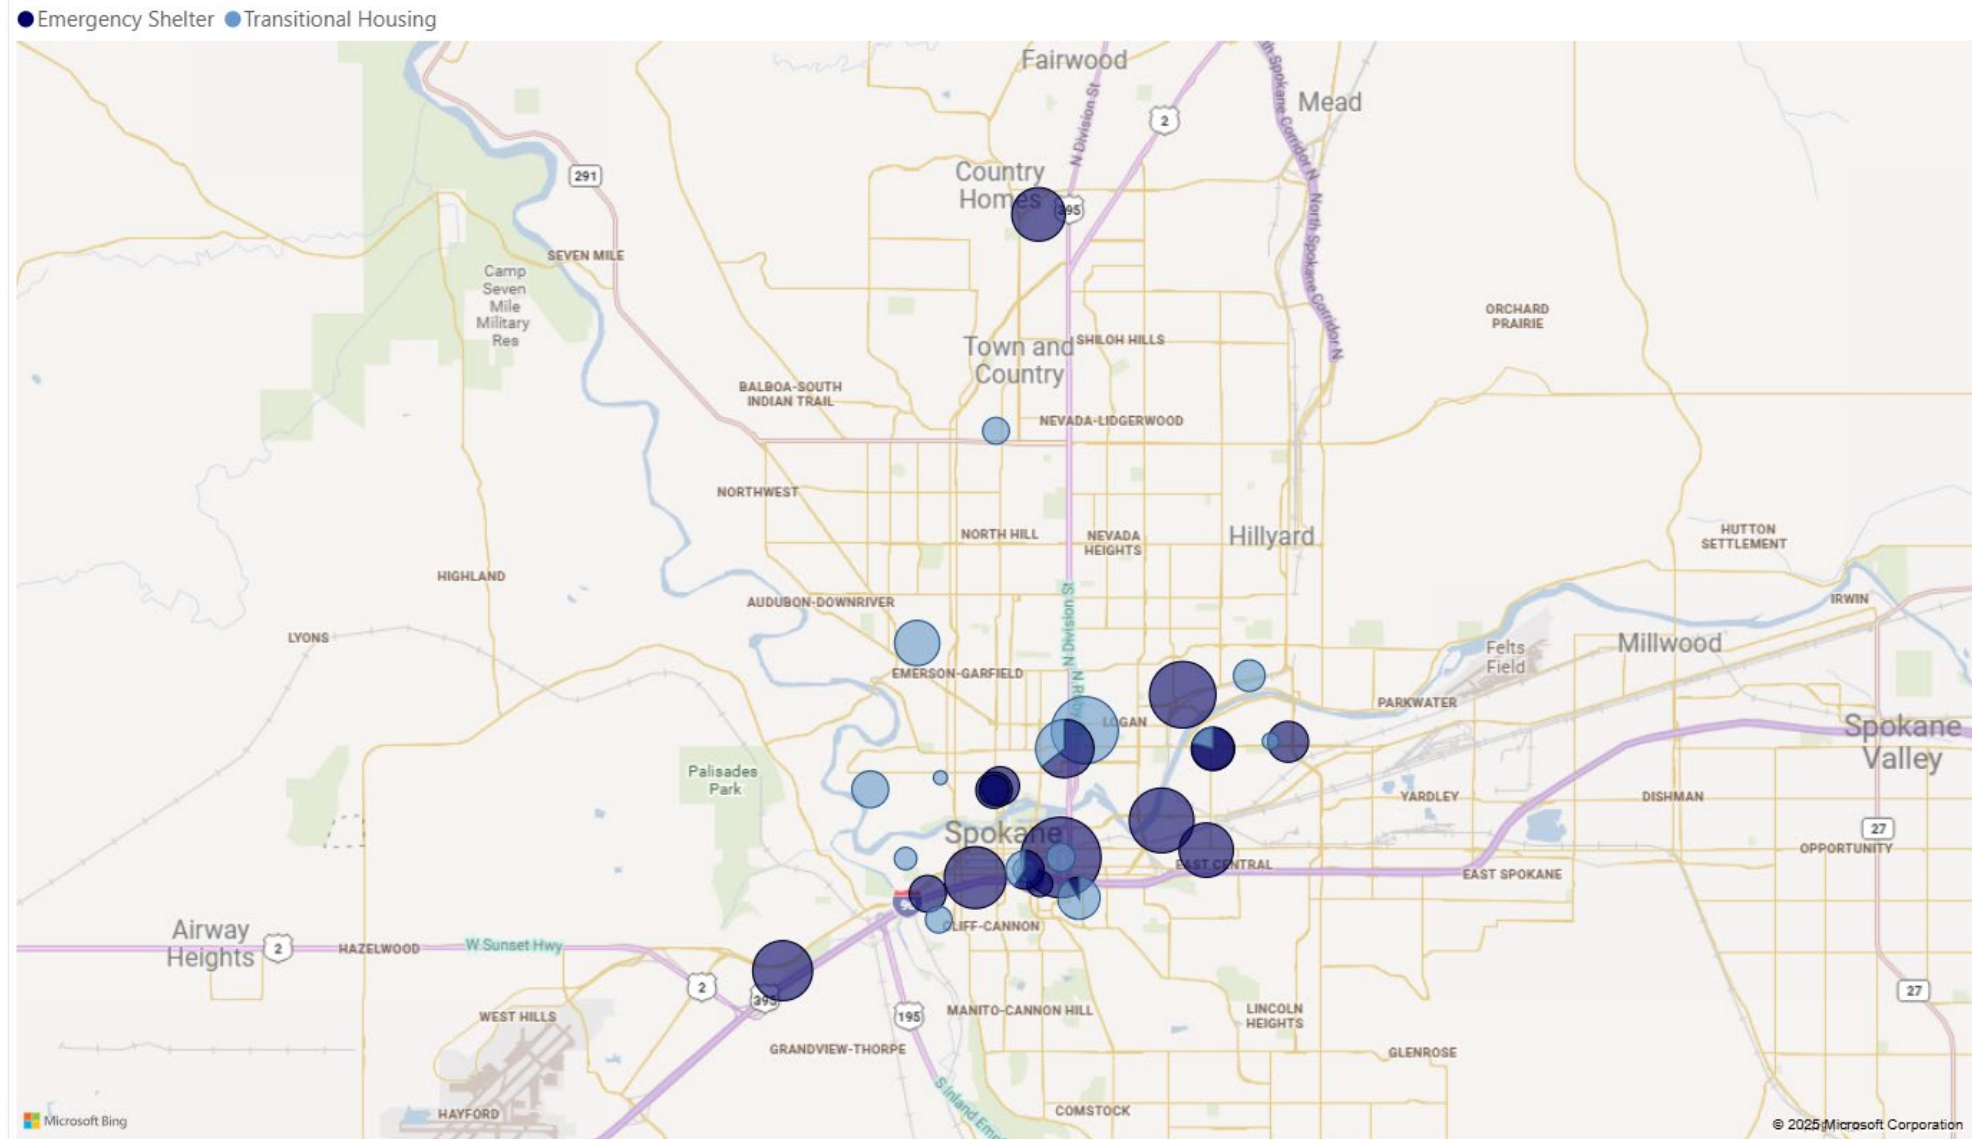 Emergency Shelter Transitional Housing
Fairwood
Mead
N Division St
2
North Spokane Corridor N
291
Country
Homes
395
SEVEN MILE
Camp
Seven
Mile
Military
Res
ORCHARD
PRAIRIE
Town and
Country
SHILOH HILLS
BALBOA-SOUTH
INDIAN TRAIL
NEVADA-LIDGERWOOD
NORTHWEST
NORTH HILL
NEVADA
HEIGHTS
Hillyard
HUTTON
SETTLEMENT
HIGHLAND
AUDUBON-DOWNRIVER
IRWIN
LYONS
N Division St
Felts
Field
Millwood
EMERSON-GARFIELD
PARKWATER
LOGAN
Spokane
Valley
Palisades
Park
YARDLEY
DISHMAN
Spokane
27
OPPORTUNITY
EAST CENTRAL
EAST SPOKANE
CLIFF-CANNON
Airway
Heights
2
HAZELWOOD
W Sunset Hwy
2
395
27
WEST HILLS
195
MANITO-CANNON HILL
LINCOLN
HEIGHTS
GRANDVIEW-THORPE
GLENROSE
HAYFORD
COMSTOCK
Microsoft Bing
© 2025 Microsoft Corporation